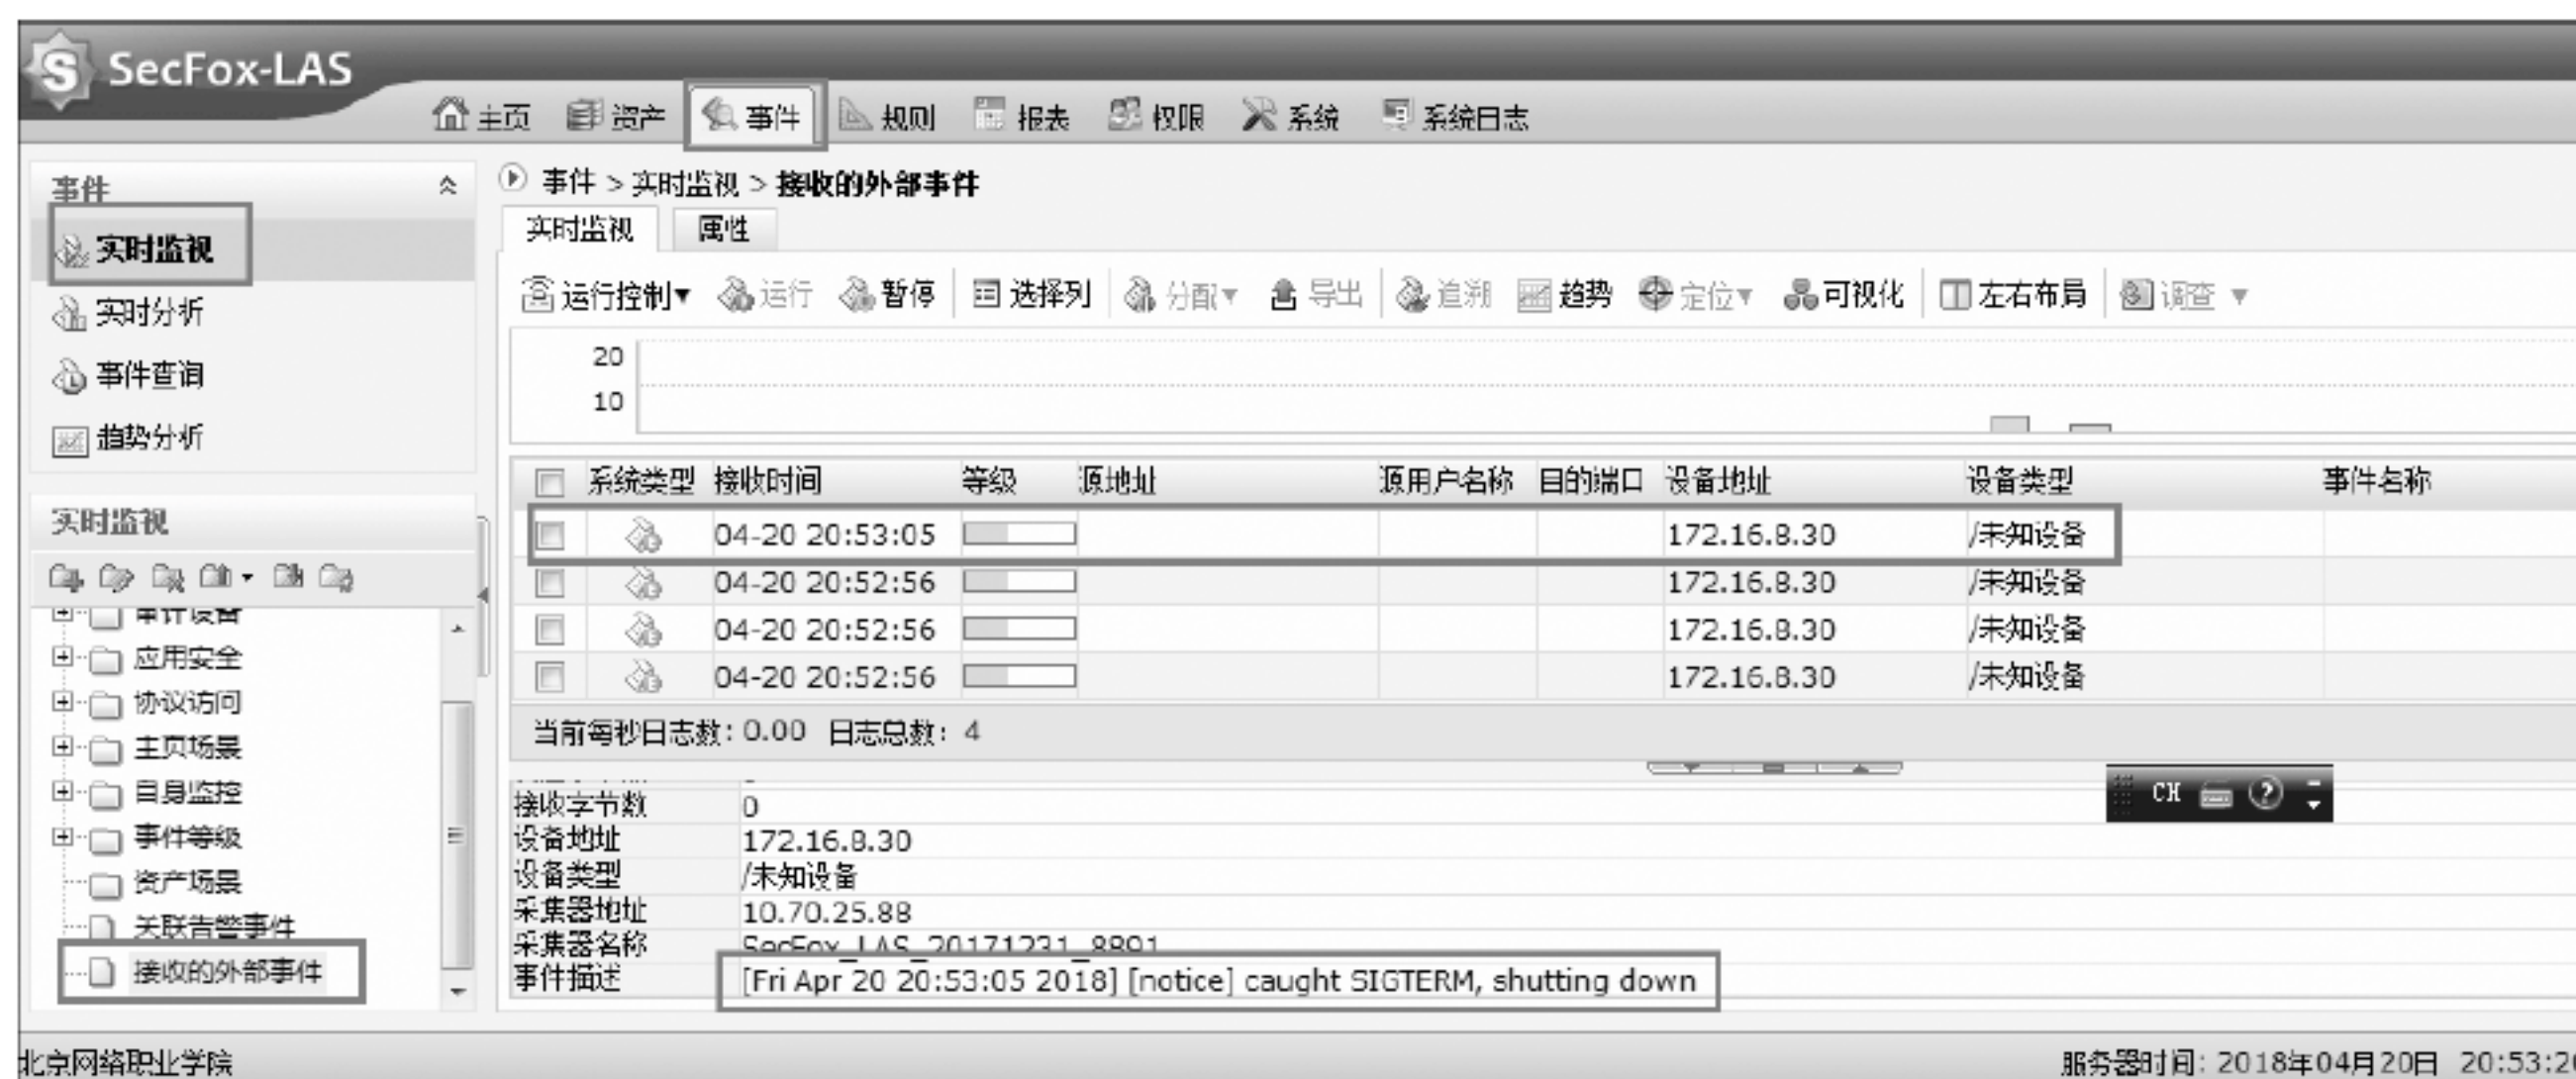 SecFox-LAS
主页 资产 事件 规则 报表 权限 系统 系统日志
事件
实时监视
实时分析
事件查询
趋势分析
实时监视
审计设备
应用安全
协议访问
主页场景
自身监控
事件等级
资产场景
关联告警事件
接收的外部事件
事件 > 实时监视 > 接收的外部事件
实时监视 属性
运行控制▼ 运行 暂停 选择列 分配▼ 导出 追溯 趋势 定位▼ 可视化 左右布局 调查 ▼
20
10
系统类型 接收时间 等级 源地址 源用户名称 目的端口 设备地址 设备类型 事件名称
04-20 20:53:05 172.16.8.30 /未知设备
04-20 20:52:56 172.16.8.30 /未知设备
04-20 20:52:56 172.16.8.30 /未知设备
04-20 20:52:56 172.16.8.30 /未知设备
当前每秒日志数: 0.00 日志总数: 4
接收字节数 0
设备地址 172.16.8.30
设备类型 /未知设备
采集器地址 10.70.25.88
采集器名称 SecFox_LAS_20171231_8891
事件描述 [Fri Apr 20 20:53:05 2018] [notice] caught SIGTERM, shutting down
CH
北京网络职业学院
服务器时间: 2018年04月20日